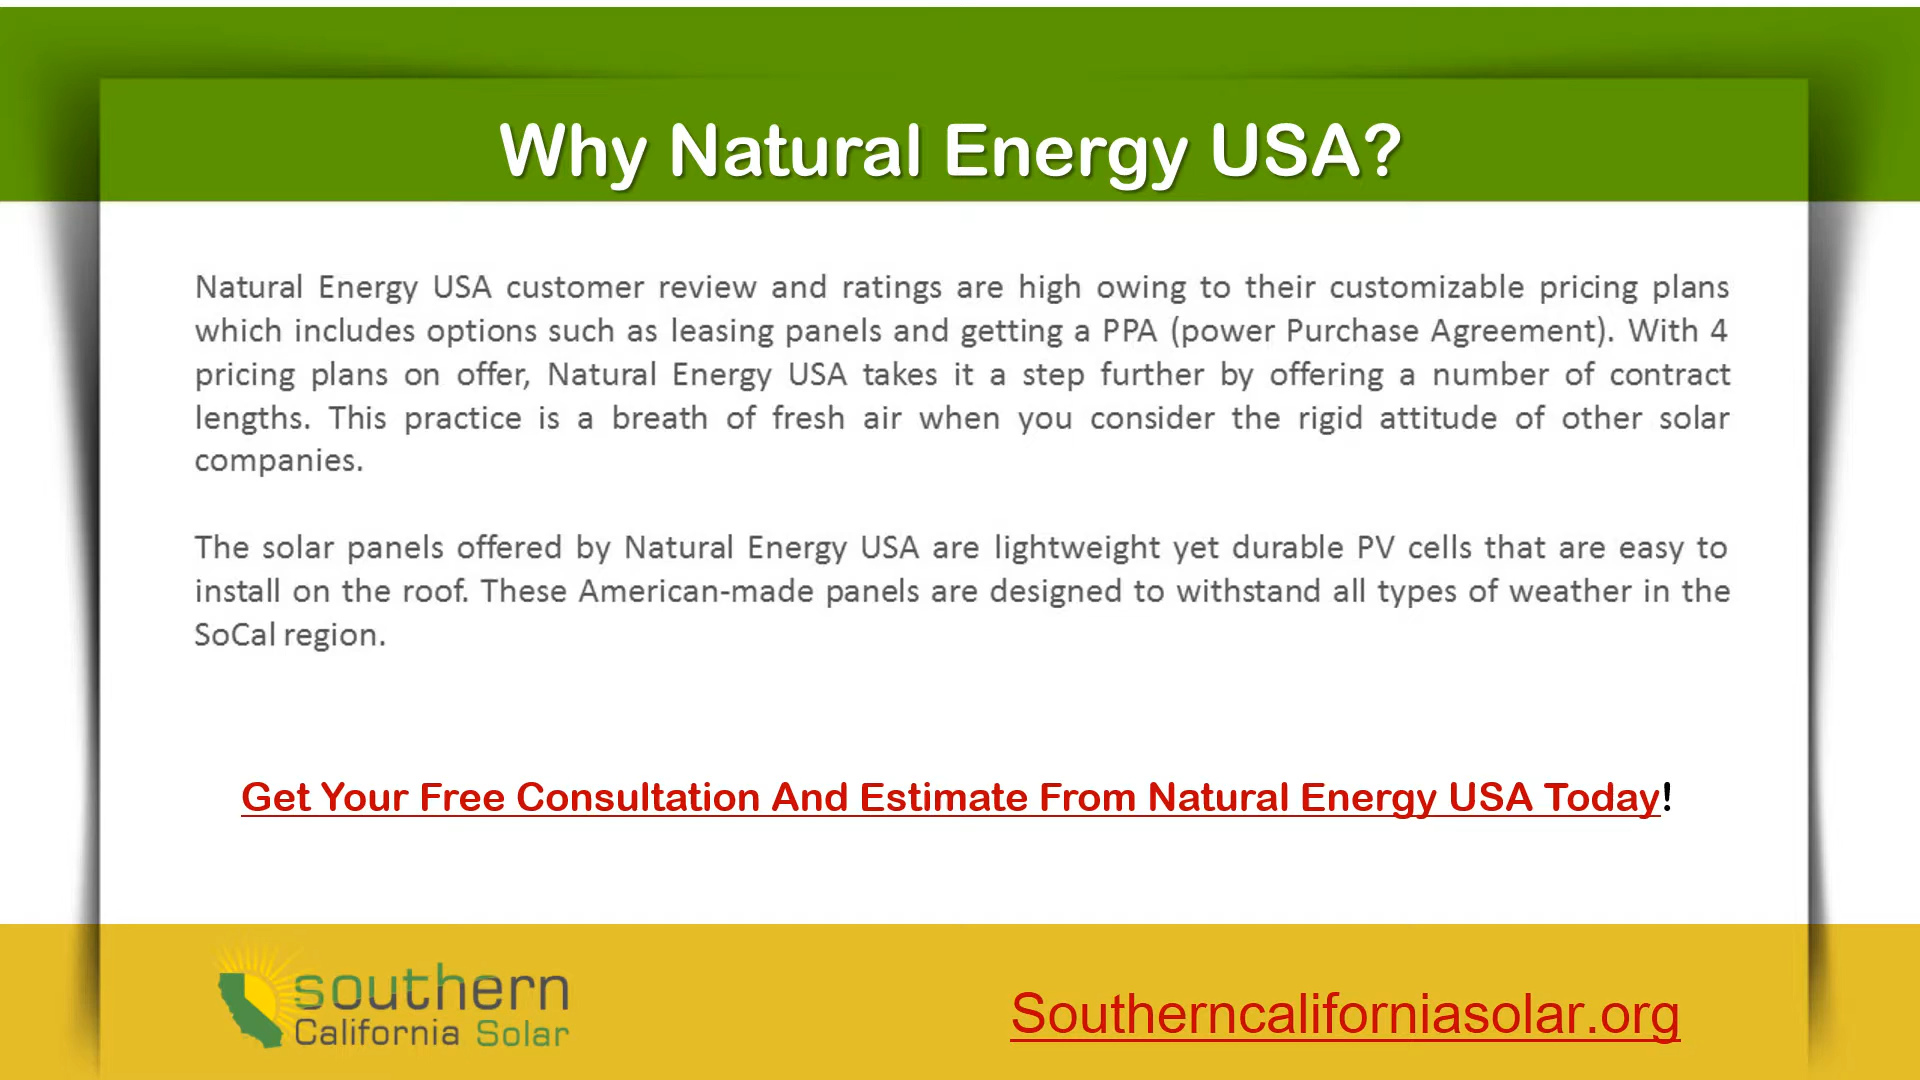 Why Natural Energy USA?
Natural Energy USA customer review and ratings are high owing to their customizable pricing plans
which includes options such as leasing panels and getting a PPA (power Purchase Agreement). With 4
pricing plans on offer, Natural Energy USA takes it a step further by offering a number of contract
lengths. This practice is a breath of fresh air when you consider the rigid attitude of other solar
companies.
The solar panels offered by Natural Energy USA are lightweight yet durable PV cells that are easy to
install on the roof. These American-made panels are designed to withstand all types of weather in the
SoCal region.
Get Your Free Consultation And Estimate From Natural Energy USA Today!
southern
California Solar
Southerncaliforniasolar.org